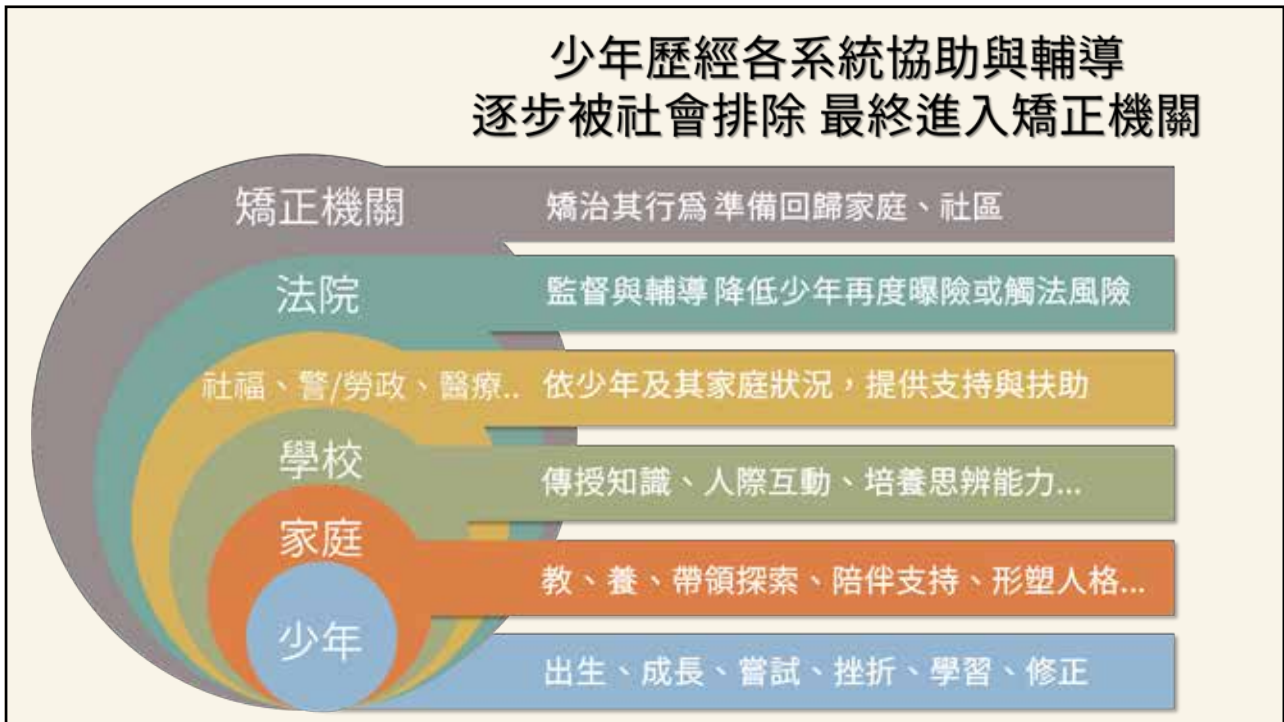 少年歷經各系統協助與輔導
逐步被社會排除 最終進入矯正機關
矯正機關
矯治其行為 準備回歸家庭、社區
法院
監督與輔導 降低少年再度曝險或觸法風險
社福、警/勞政、醫療..
依少年及其家庭狀況，提供支持與扶助
學校
傳授知識、人際互動、培養思辨能力...
家庭
教、養、帶領探索、陪伴支持、形塑人格...
少年
出生、成長、嘗試、挫折、學習、修正